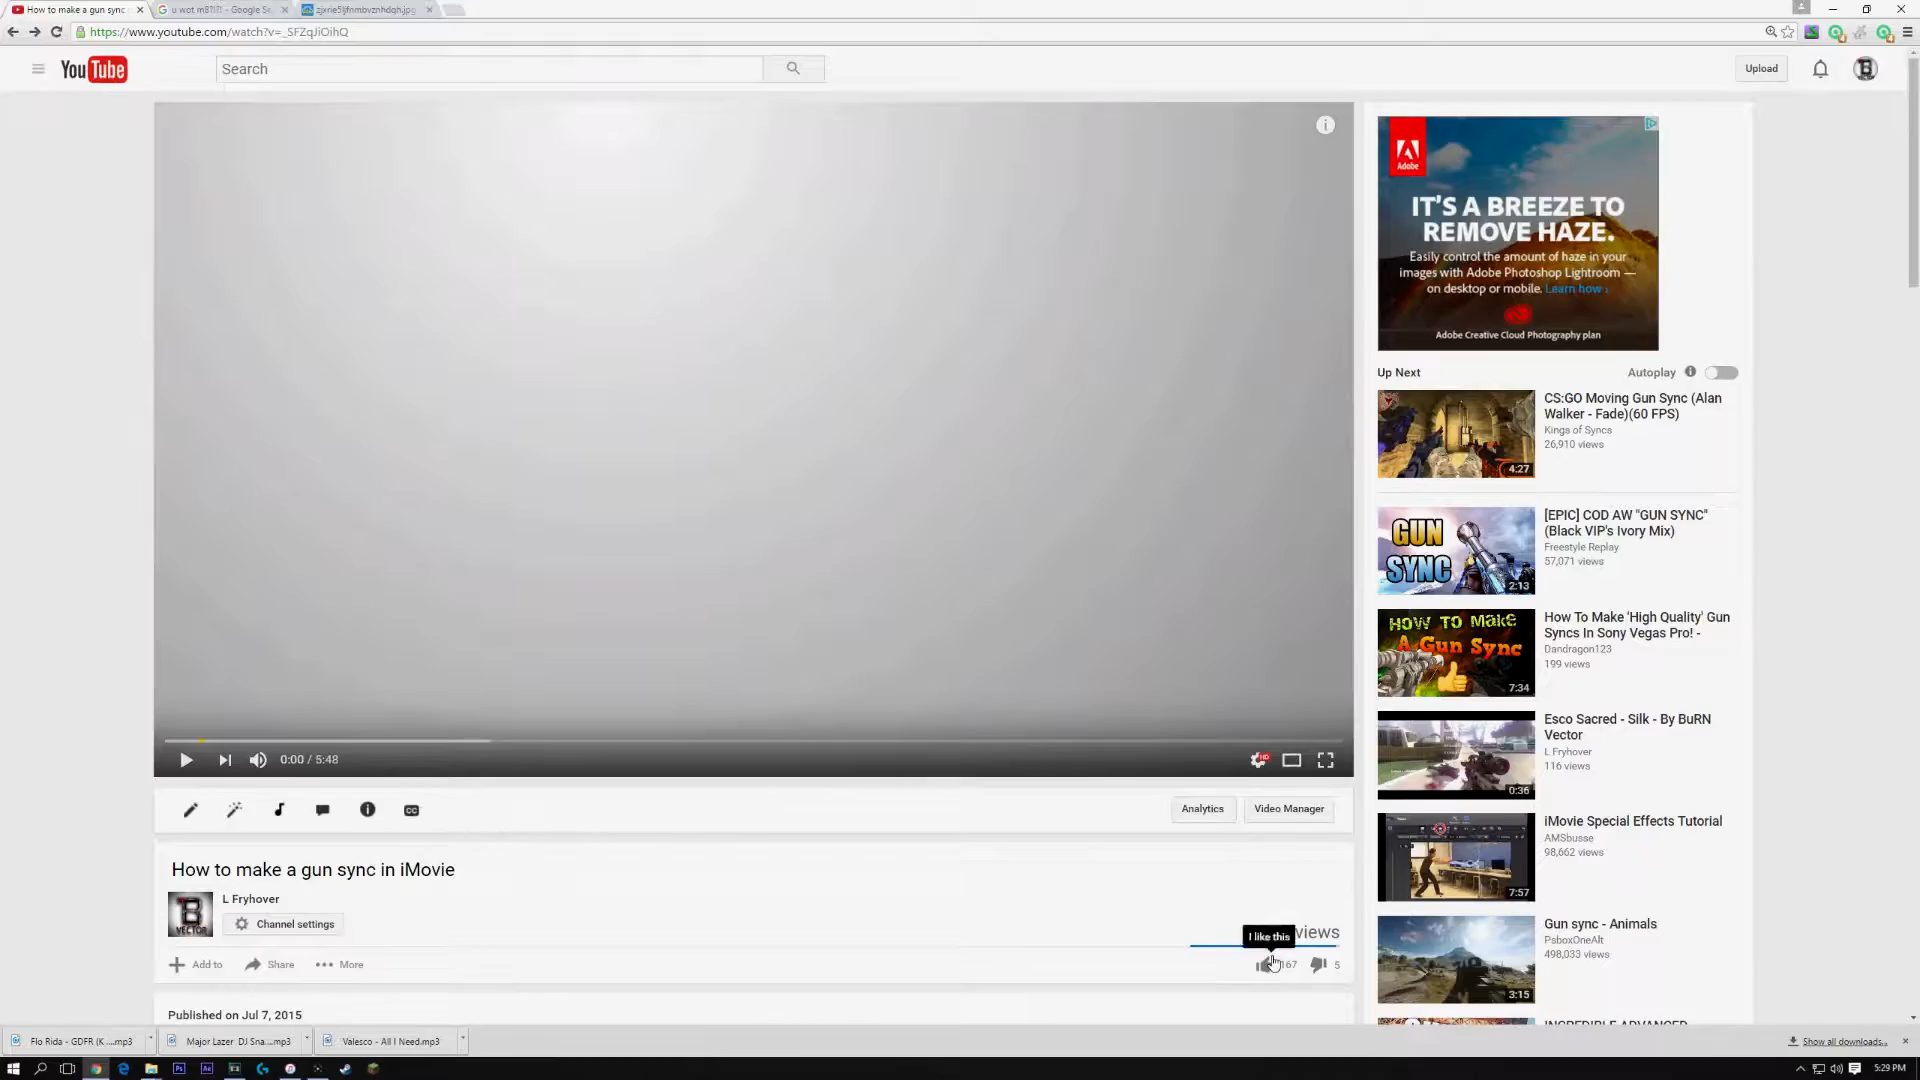 How to make a gun sync
u wot m8?!?! - Google Se
zjxrie5ljfnmbvznhdqh.jpg
https://www.youtube.com/watch?v=_SFZqJiOihQ
YouTube
Search
Upload
Adobe
IT'S A BREEZE TO
REMOVE HAZE.
Easily control the amount of haze in your
images with Adobe Photoshop Lightroom —
on desktop or mobile. Learn how ›
Adobe Creative Cloud Photography plan
Up Next
Autoplay
CS:GO Moving Gun Sync (Alan
Walker - Fade)(60 FPS)
Kings of Syncs
26,910 views
4:27
[EPIC] COD AW "GUN SYNC"
(Black VIP's Ivory Mix)
Freestyle Replay
57,071 views
GUN
SYNC
2:13
How To Make 'High Quality' Gun
Syncs In Sony Vegas Pro! -
Dandragon123
199 views
HOW TO MAKE
A Gun Sync
7:34
Esco Sacred - Silk - By BuRN
Vector
L Fryhover
116 views
0:36
iMovie Special Effects Tutorial
AMSbusse
98,662 views
7:57
Gun sync - Animals
PsboxOneAlt
498,033 views
3:15
0:00 / 5:48
HD
CC
Analytics
Video Manager
How to make a gun sync in iMovie
B
VECTOR
L Fryhover
Channel settings
views
I like this
Add to
Share
More
167
5
Published on Jul 7, 2015
Flo Rida - GDFR (K ....mp3
Major Lazer DJ Sna....mp3
Valesco - All I Need.mp3
Show all downloads...
Ps
Ae
5:29 PM